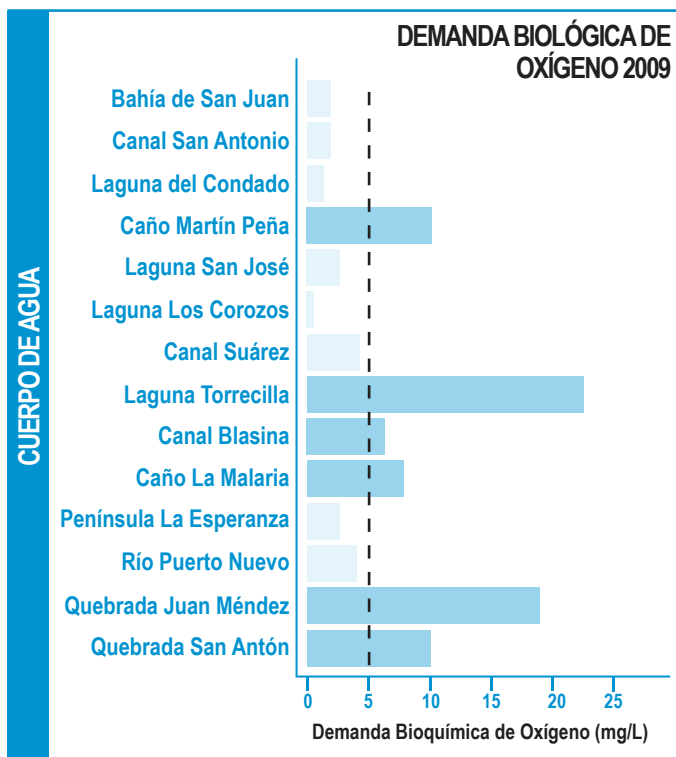 DEMANDA BIOLÓGICA DE
OXÍGENO 2009
CUERPO DE AGUA
Bahía de San Juan
Canal San Antonio
Laguna del Condado
Caño Martín Peña
Laguna San José
Laguna Los Corozos
Canal Suárez
Laguna Torrecilla
Canal Blasina
Caño La Malaria
Península La Esperanza
Río Puerto Nuevo
Quebrada Juan Méndez
Quebrada San Antón
0 5 10 15 20 25
Demanda Bioquímica de Oxígeno (mg/L)